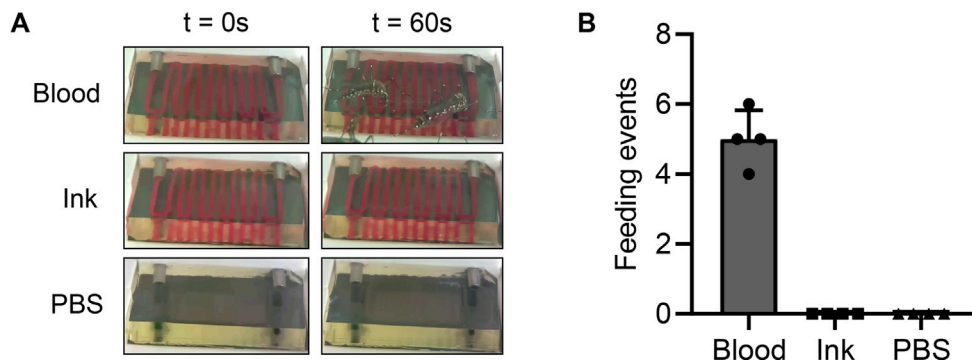 A
t = 0s
t = 60s
Blood
Ink
PBS
B
Feeding events
8
6
4
2
0
Blood
Ink
PBS